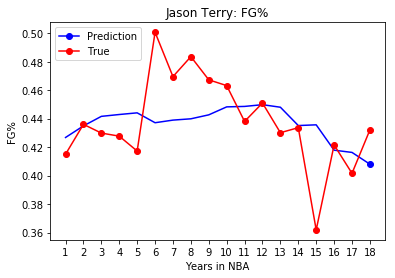 Jason Terry: FG%
Prediction
True
FG%
0.50
0.48
0.46
0.44
0.42
0.40
0.38
0.36
1 2 3 4 5 6 7 8 9 10 11 12 13 14 15 16 17 18
Years in NBA